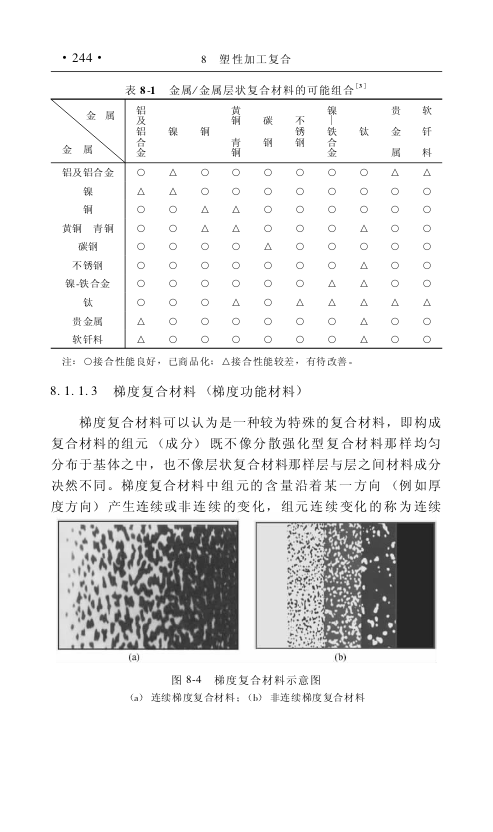 · 244 ·
8 塑性加工复合
表 8-1 金属/金属层状复合材料的可能组合[3]
金 属 铝及铝合金 镍 铜 黄铜 青铜 碳钢 不锈钢 镍—铁合金 钛 贵金属 软钎料
金 属
铝及铝合金 ○ △ ○ ○ ○ ○ ○ ○ △ △
镍 △ △ ○ ○ ○ ○ ○ ○ ○ ○
铜 ○ ○ △ △ ○ ○ ○ ○ ○ ○
黄铜 青铜 ○ ○ △ △ ○ ○ ○ △ ○ ○
碳钢 ○ ○ ○ ○ △ ○ ○ ○ ○ ○
不锈钢 ○ ○ ○ ○ ○ ○ ○ △ ○ ○
镍-铁合金 ○ ○ ○ ○ ○ ○ △ △ ○ ○
钛 ○ ○ ○ △ ○ △ △ △ △ △
贵金属 △ ○ ○ ○ ○ ○ ○ △ ○ ○
软钎料 △ ○ ○ ○ ○ ○ ○ △ ○ ○
注：○接合性能良好，已商品化；△接合性能较差，有待改善。
8. 1. 1. 3 梯度复合材料（梯度功能材料）
梯度复合材料可以认为是一种较为特殊的复合材料，即构成
复合材料的组元（成分）既不像分散强化型复合材料那样均匀
分布于基体之中，也不像层状复合材料那样层与层之间材料成分
决然不同。梯度复合材料中组元的含量沿着某一方向（例如厚
度方向）产生连续或非连续的变化，组元连续变化的称为连续
(a)
(b)
图 8-4 梯度复合材料示意图
（a）连续梯度复合材料；（b）非连续梯度复合材料